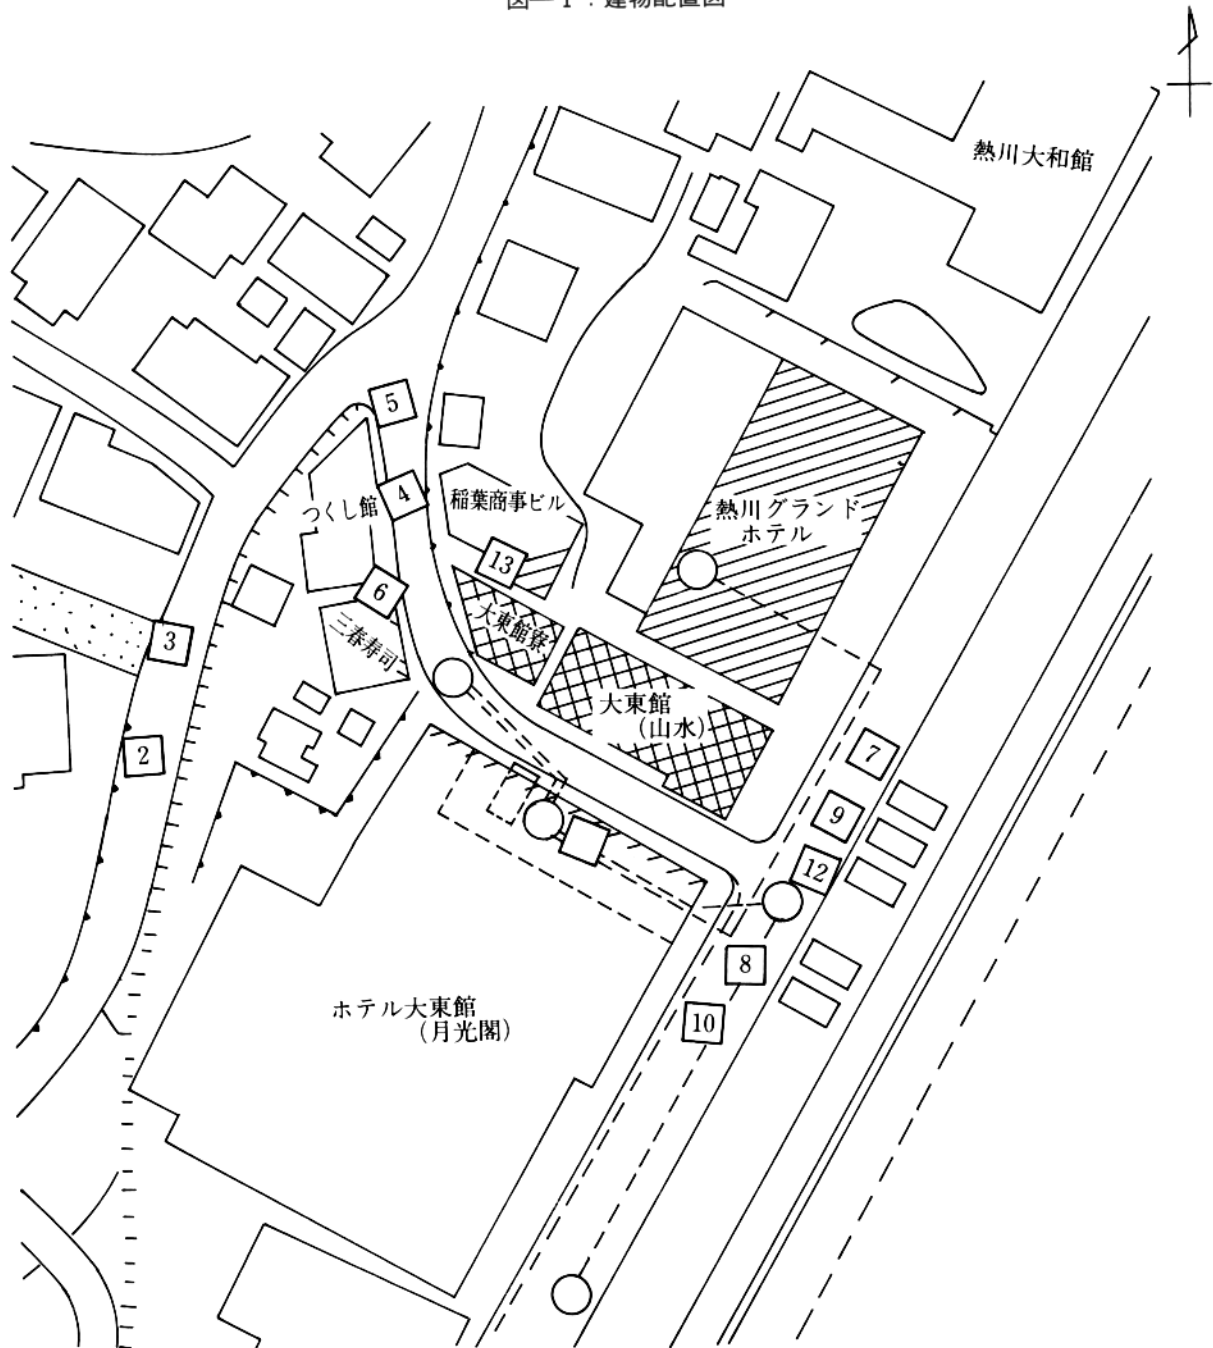 図―1：建物配置図
熱川大和館
5
つくし館
4
稲葉商事ビル
熱川グランド
ホテル
13
6
大東館寮
三春寿司
3
大東館
(山水)
2
7
9
12
8
ホテル大東館
(月光閣)
10